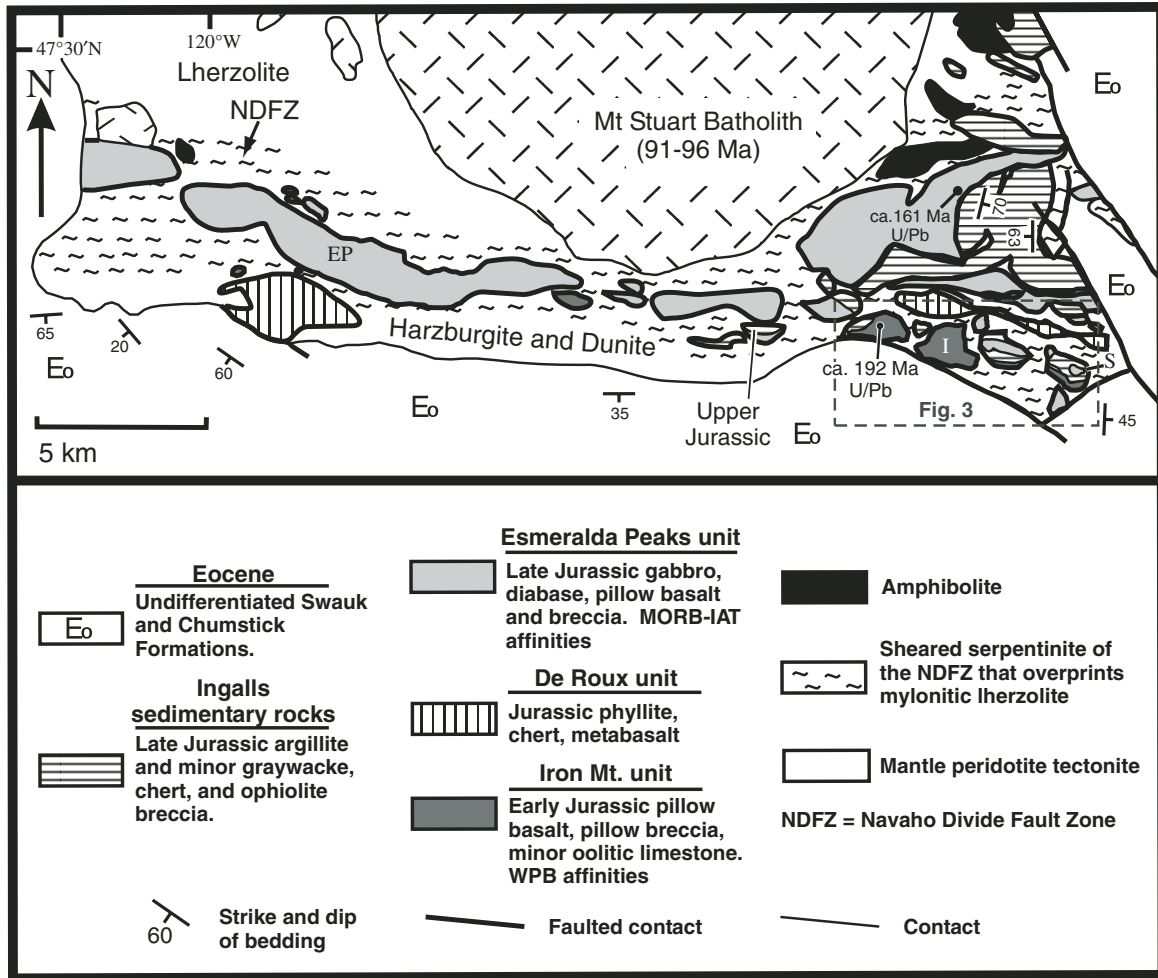 47°30′N
120°W
N
Lherzolite
NDFZ
Mt Stuart Batholith
(91-96 Ma)
Eo
ca.161 Ma
U/Pb
70
63
EP
Eo
Harzburgite and Dunite
65
20
60
Eo
ca. 192 Ma
U/Pb
I
S
Eo
35
Upper
Jurassic
Eo
Fig. 3
45
5 km
Eocene
Eo
Undifferentiated Swauk
and Chumstick
Formations.
Ingalls
sedimentary rocks
Late Jurassic argillite
and minor graywacke,
chert, and ophiolite
breccia.
60
Strike and dip
of bedding
Esmeralda Peaks unit
Late Jurassic gabbro,
diabase, pillow basalt
and breccia. MORB-IAT
affinities
De Roux unit
Jurassic phyllite,
chert, metabasalt
Iron Mt. unit
Early Jurassic pillow
basalt, pillow breccia,
minor oolitic limestone.
WPB affinities
Faulted contact
Amphibolite
Sheared serpentinite of
the NDFZ that overprints
mylonitic lherzolite
Mantle peridotite tectonite
NDFZ = Navaho Divide Fault Zone
Contact